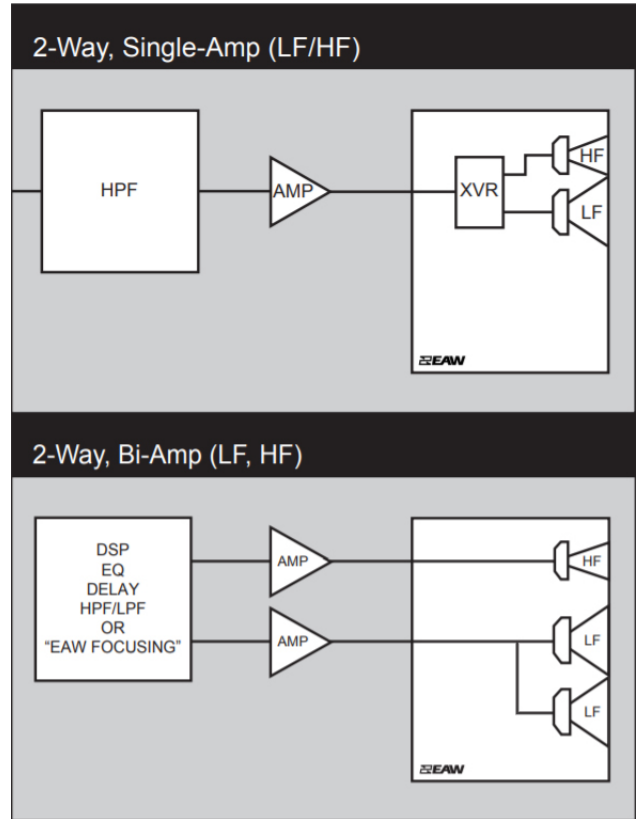 2-Way, Single-Amp (LF/HF)
HPF
AMP
XVR
HF
LF
EAW
2-Way, Bi-Amp (LF, HF)
DSP
EQ
DELAY
HPF/LPF
OR
“EAW FOCUSING”
AMP
AMP
HF
LF
LF
EAW